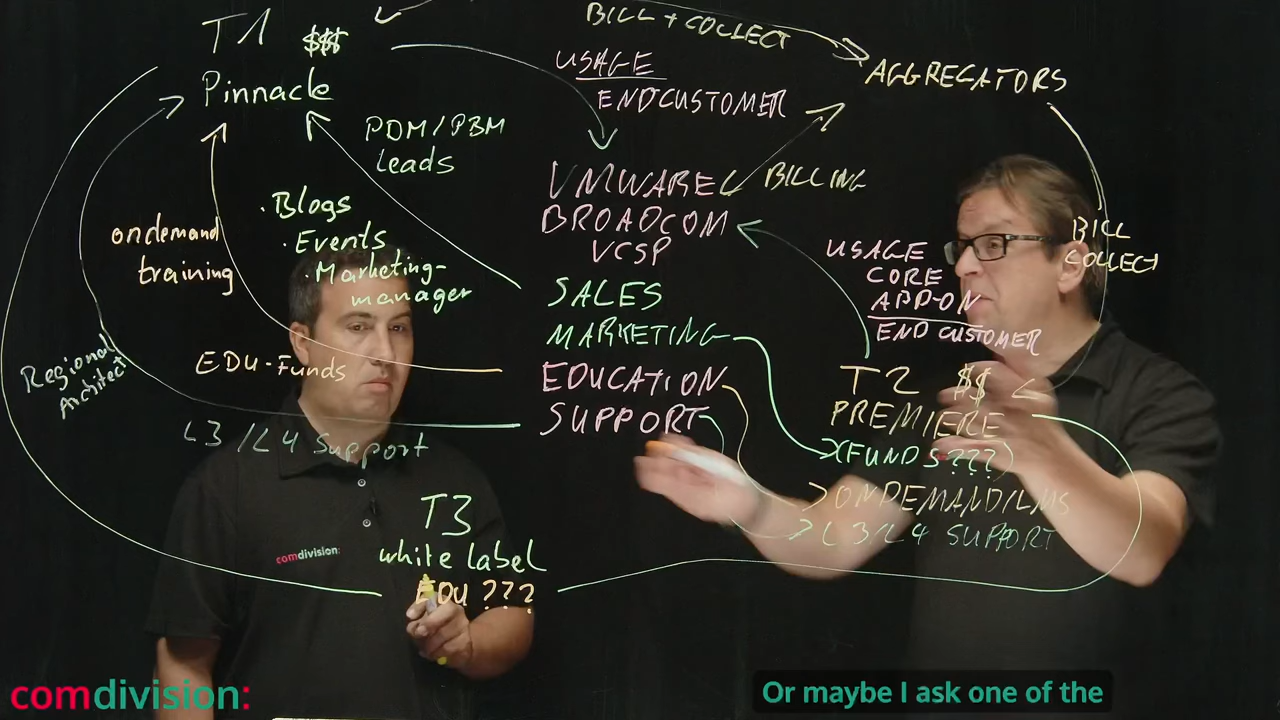 T1 $$$
Pinnacle
BILL + COLLECT
USAGE
ENDCUSTOMER
AGGREGATORS
PDM/PBM
leads
VMWARE
BILLING
BROADCOM
VCSP
• Blogs
• Events
• Marketing-
manager
ondemand
training
USAGE
CORE
ADD-ON
END CUSTOMER
BILL
COLLECT
SALES
MARKETING
EDUCATION
SUPPORT
Regional
Architect
EDU-Funds
L3/L4 Support
T2 $$
PREMIERE
(FUNDS???)
ONDEMAND/LMS
L3/L4 SUPPORT
T3
white label
EDU ???
comdivision:
comdivision:
Or maybe I ask one of the